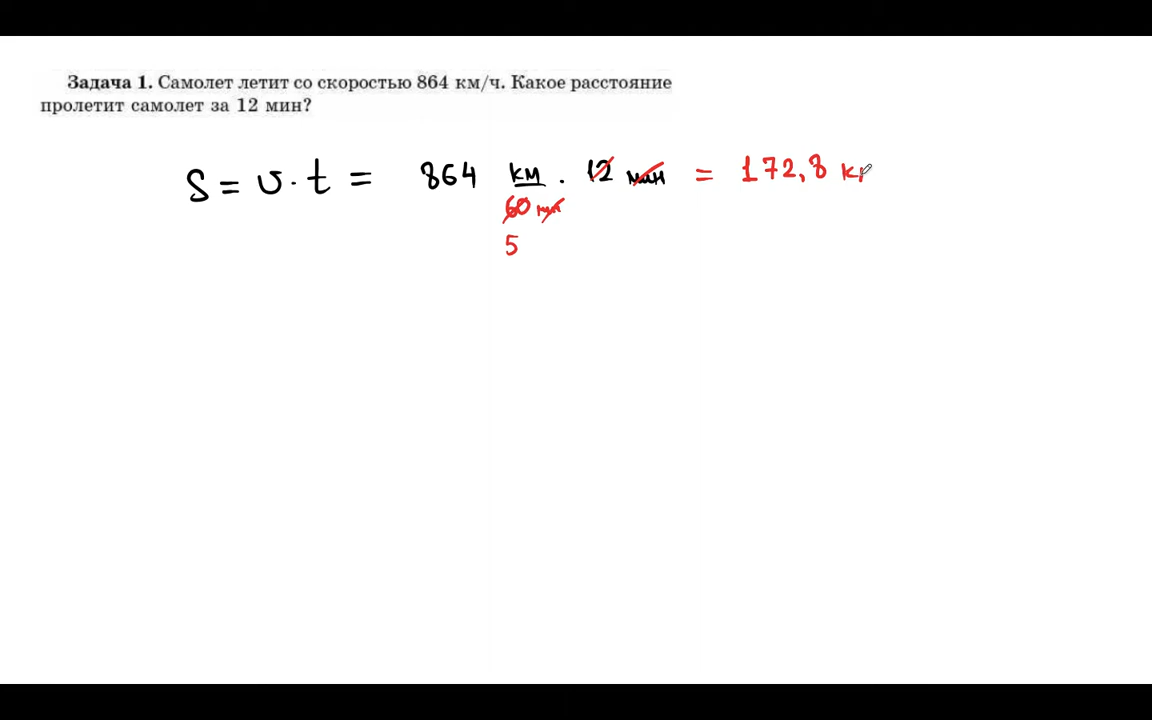 Задача 1. Самолет летит со скоростью 864 км/ч. Какое расстояние
пролетит самолет за 12 мин?
S = υ · t = 864 км · 12 мин = 172,8 км
60 мин
5